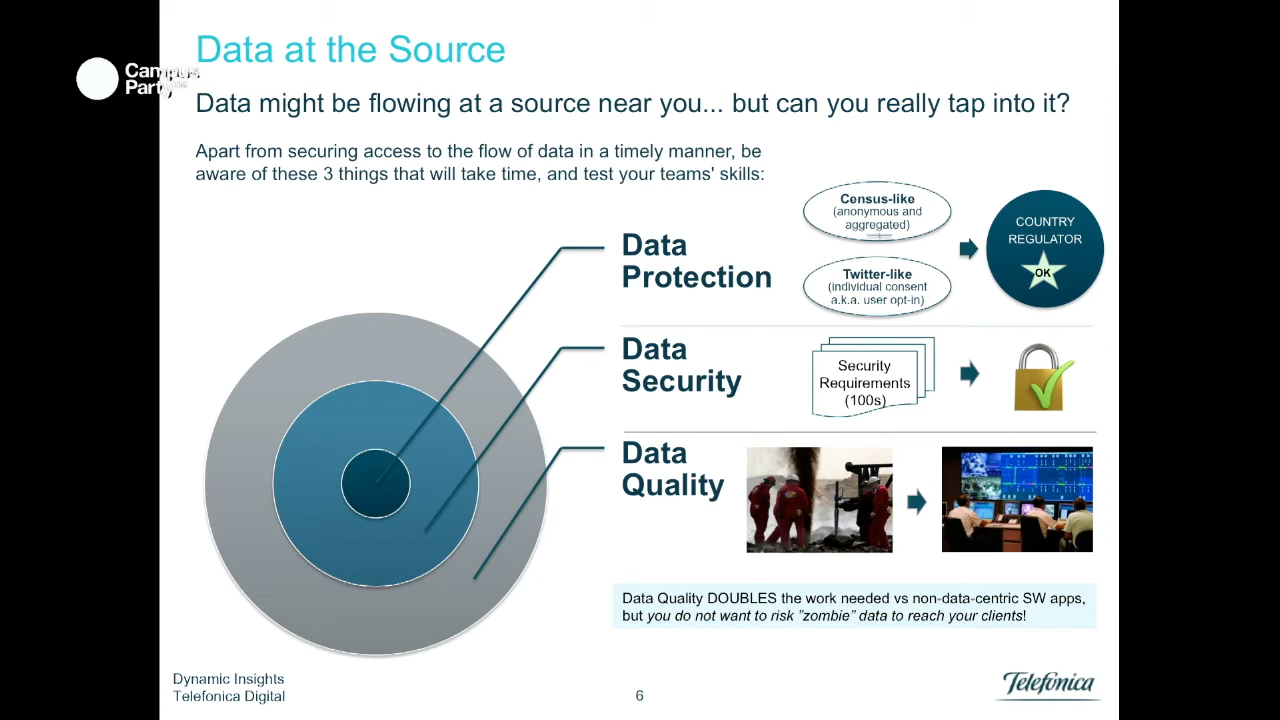 Data at the Source
Campus
Party
Data might be flowing at a source near you... but can you really tap into it?
Apart from securing access to the flow of data in a timely manner, be
aware of these 3 things that will take time, and test your teams' skills:
Data
Protection
Census-like
(anonymous and
aggregated)
Twitter-like
(individual consent
a.k.a. user opt-in)
COUNTRY
REGULATOR
OK
Data
Security
Security
Requirements
(100s)
Data
Quality
Data Quality DOUBLES the work needed vs non-data-centric SW apps,
but you do not want to risk "zombie" data to reach your clients!
Dynamic Insights
Telefonica Digital
6
Telefonica